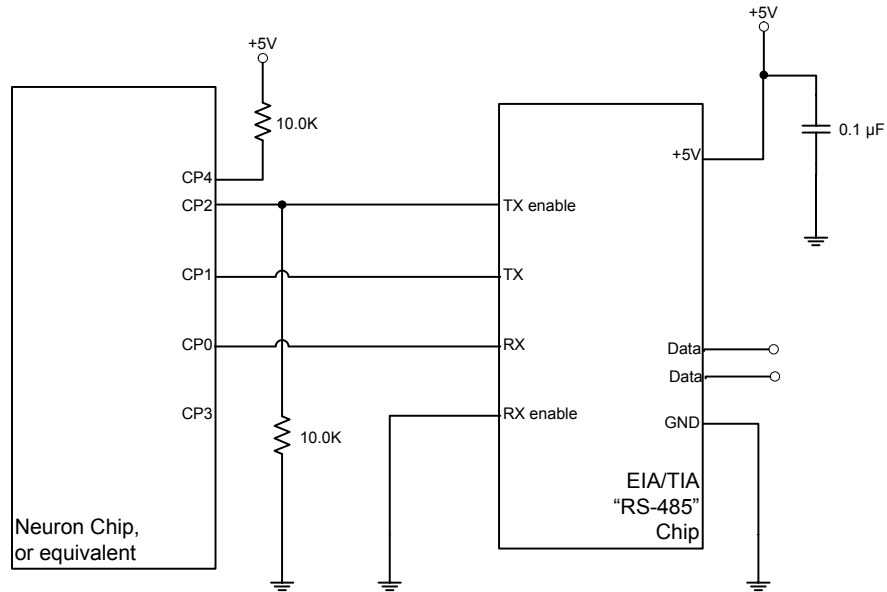 +5V
+5V
10.0K
0.1 µF
+5V
CP4
CP2
TX enable
CP1
TX
CP0
RX
Data
Data
CP3
RX enable
GND
10.0K
EIA/TIA
“RS-485”
Chip
Neuron Chip,
or equivalent